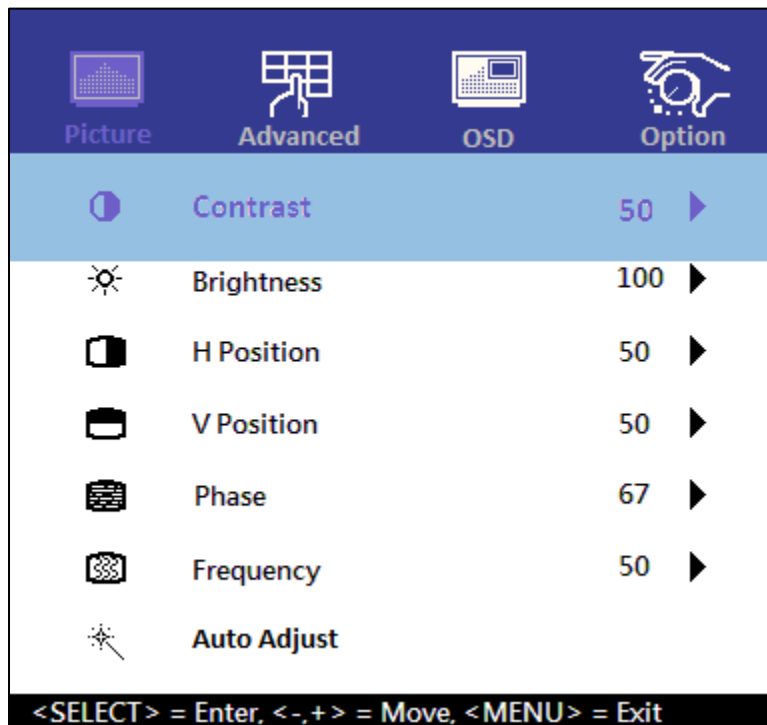 Picture Advanced OSD Option
Contrast 50
Brightness 100
H Position 50
V Position 50
Phase 67
Frequency 50
Auto Adjust
<SELECT> = Enter, <-,+> = Move, <MENU> = Exit